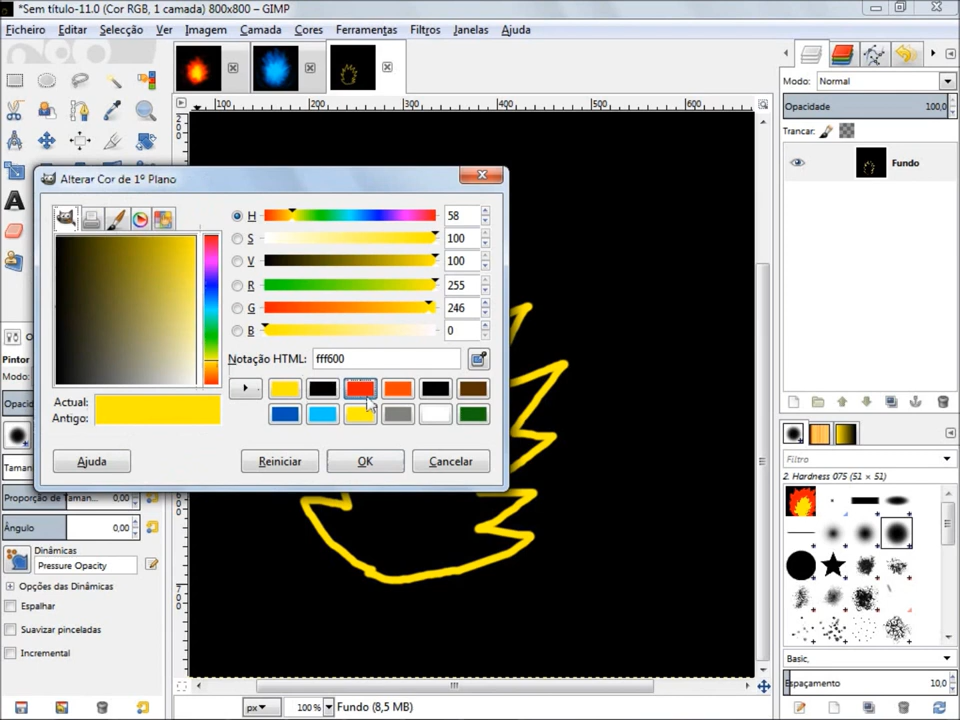 *Sem título-11.0 (Cor RGB, 1 camada) 800x800 – GIMP
Ficheiro Editar Selecção Ver Imagem Camada Cores Ferramentas Filtros Janelas Ajuda
100 200 300 400 500 600
Modo: Normal
Opacidade 100,0
Trancar:
Fundo
Alterar Cor de 1º Plano
H 58
S 100
V 100
R 255
G 246
B 0
Notação HTML: fff600
Actual:
Antigo:
Ajuda Reiniciar OK Cancelar
Pintor
Modo:
Opacid
Taman
Proporção de Taman... 0,00
Ângulo 0,00
Dinâmicas
Pressure Opacity
Opções das Dinâmicas
Espalhar
Suavizar pinceladas
Incremental
Filtro
2. Hardness 075 (51 × 51)
Basic,
Espaçamento 10,0
px 100 % Fundo (8,5 MB)